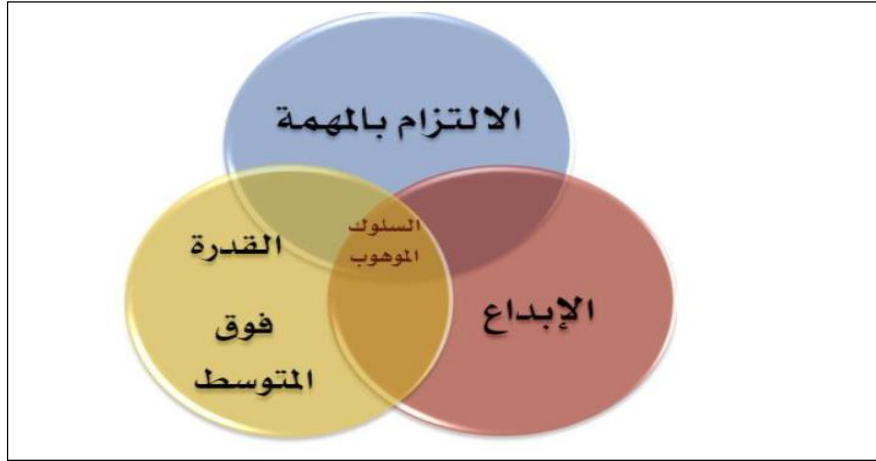 الالتزام بالمهمة
السلوك
الموهوب
القدرة
فوق
المتوسط
الإبداع